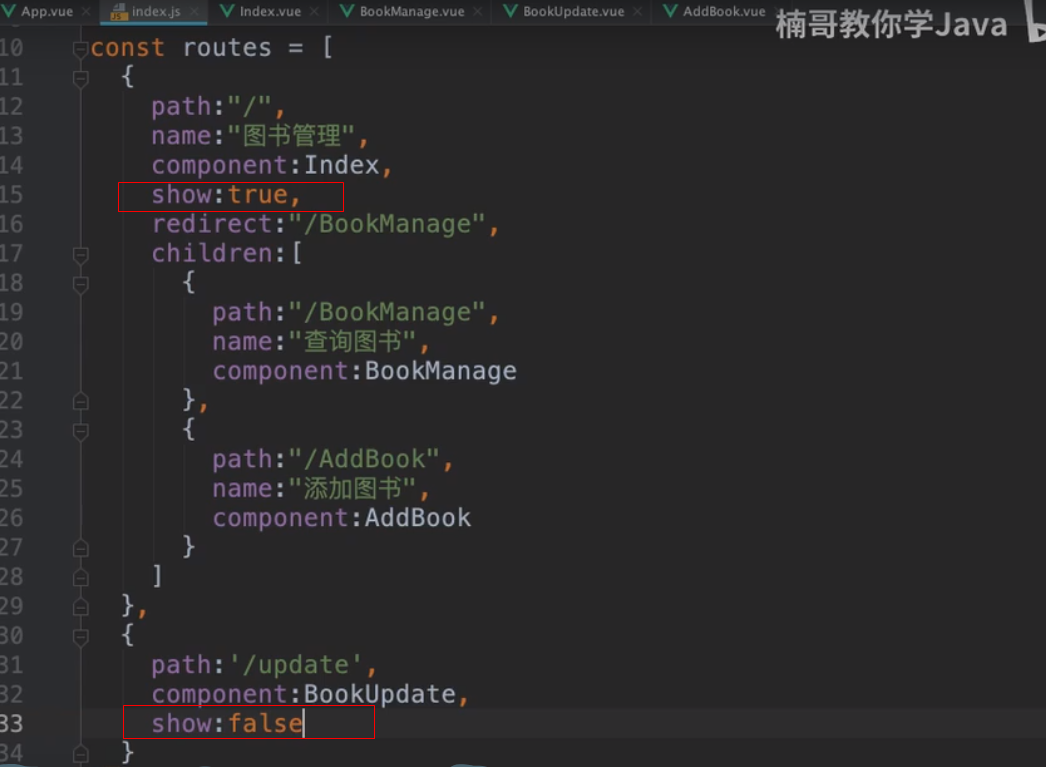 App.vue × index.js × Index.vue × BookManage.vue × BookUpdate.vue × AddBook.vue ×
楠哥教你学Java
10 const routes = [
11 {
12 path:"/",
13 name:"图书管理",
14 component:Index,
15 show:true,
16 redirect:"/BookManage",
17 children:[
18 {
19 path:"/BookManage",
20 name:"查询图书",
21 component:BookManage
22 },
23 {
24 path:"/AddBook",
25 name:"添加图书",
26 component:AddBook
27 }
28 ]
29 },
30 {
31 path:'/update',
32 component:BookUpdate,
33 show:false
34 }